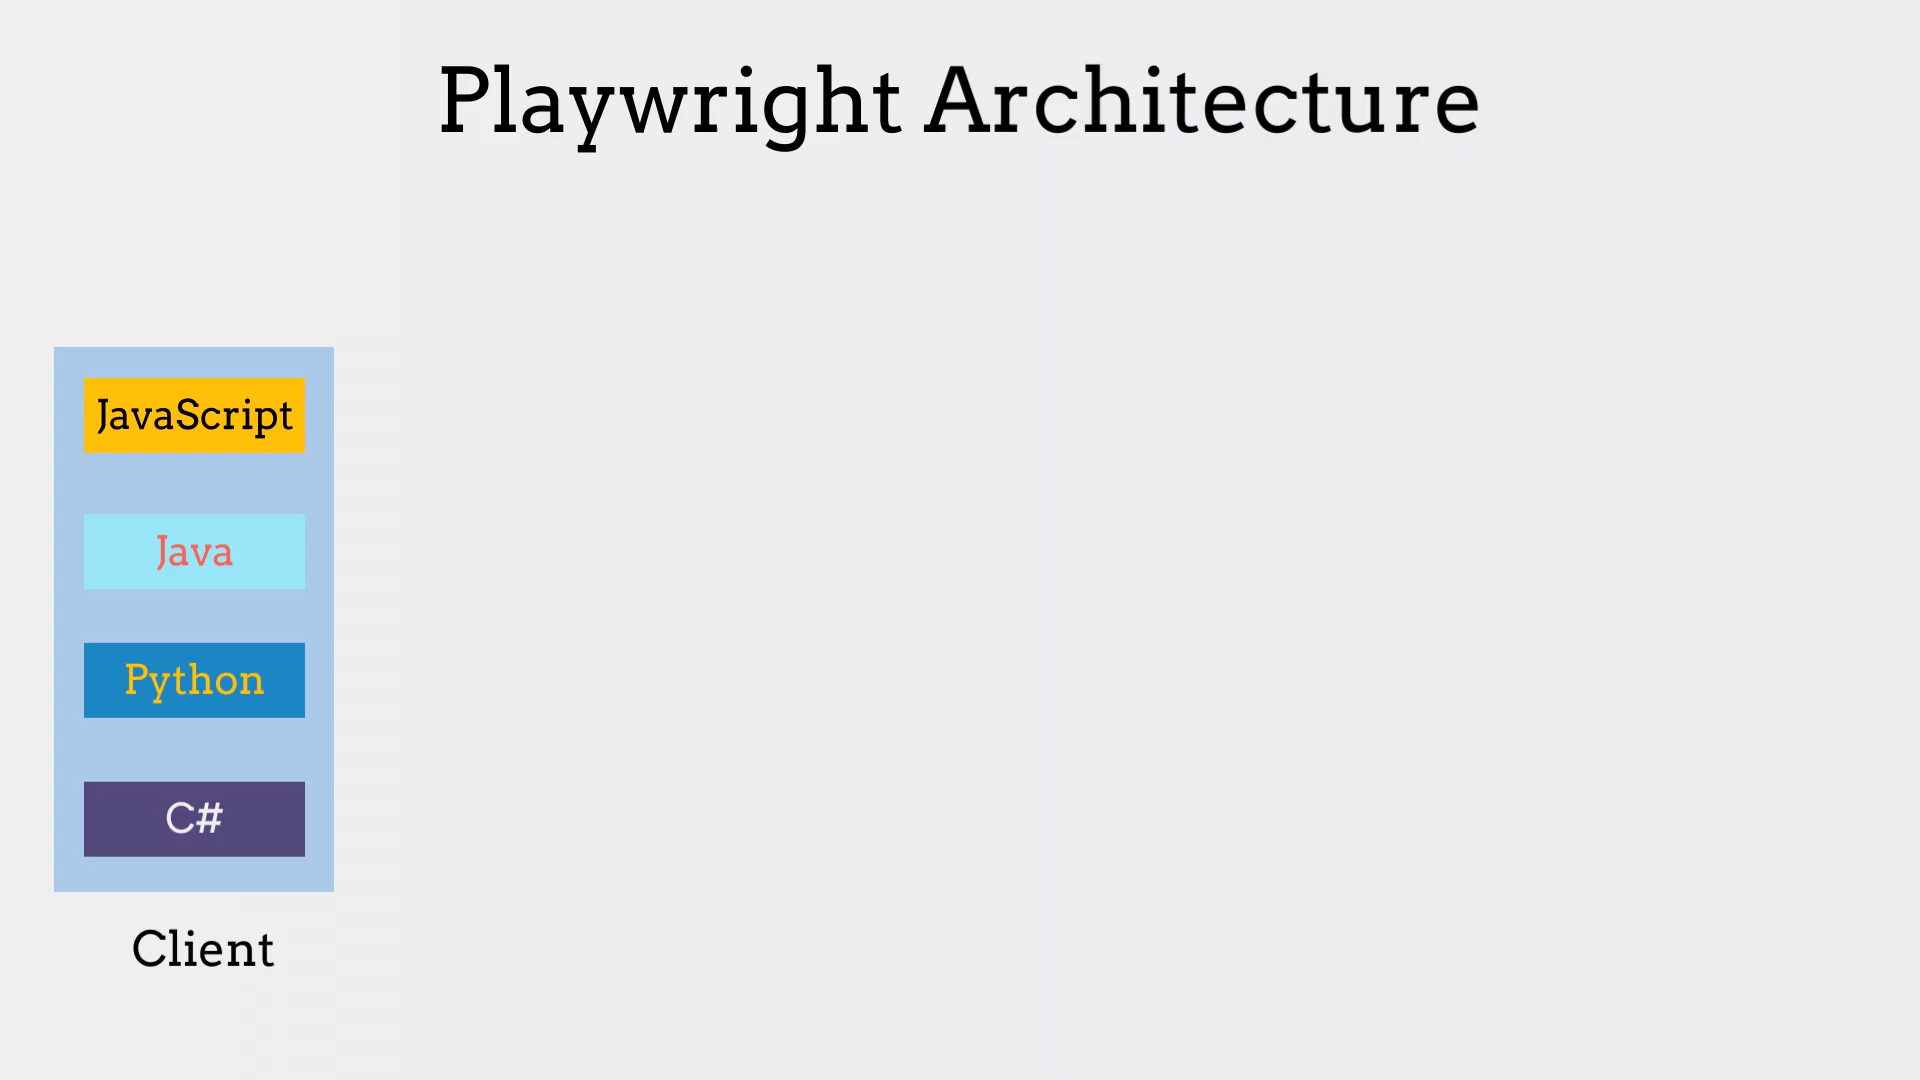 Playwright Architecture
JavaScript
Java
Python
C#
Client